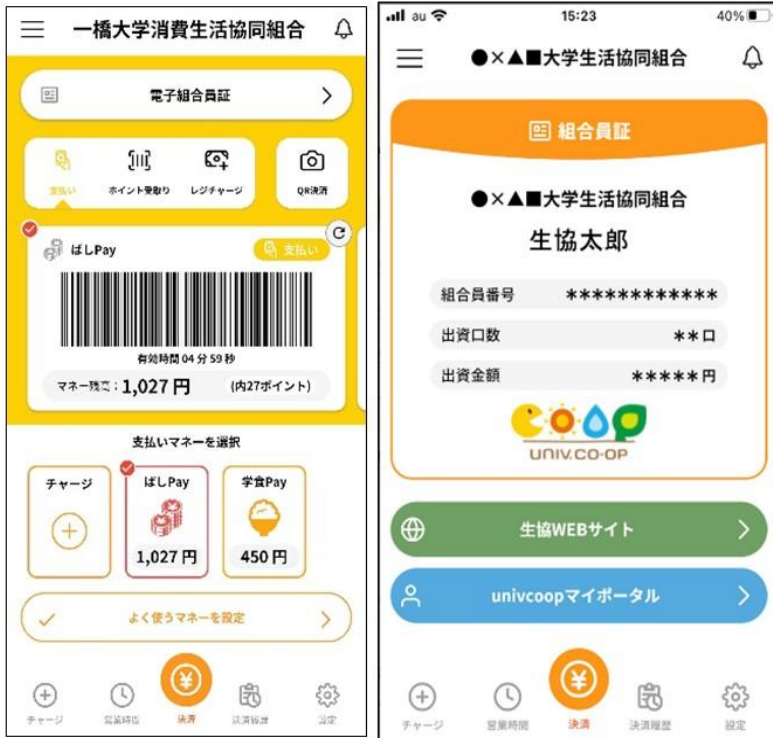 一橋大学消費生活協同組合
電子組合員証
支払い
ポイント受取り
レジチャージ
QR決済
ばしPay
支払い
有効時間 04 分 59 秒
マネー残高：1,027 円 (内27ポイント)
支払いマネーを選択
チャージ
ばしPay
1,027 円
学食Pay
450 円
よく使うマネーを設定
チャージ
営業時間
決済
決済履歴
設定
au
15:23
40%
●×▲■大学生活協同組合
組合員証
●×▲■大学生活協同組合
生協太郎
組合員番号 ************
出資口数 **口
出資金額 *****円
UNIV.CO-OP
生協WEBサイト
univcoopマイポータル
チャージ
営業時間
決済
決済履歴
設定